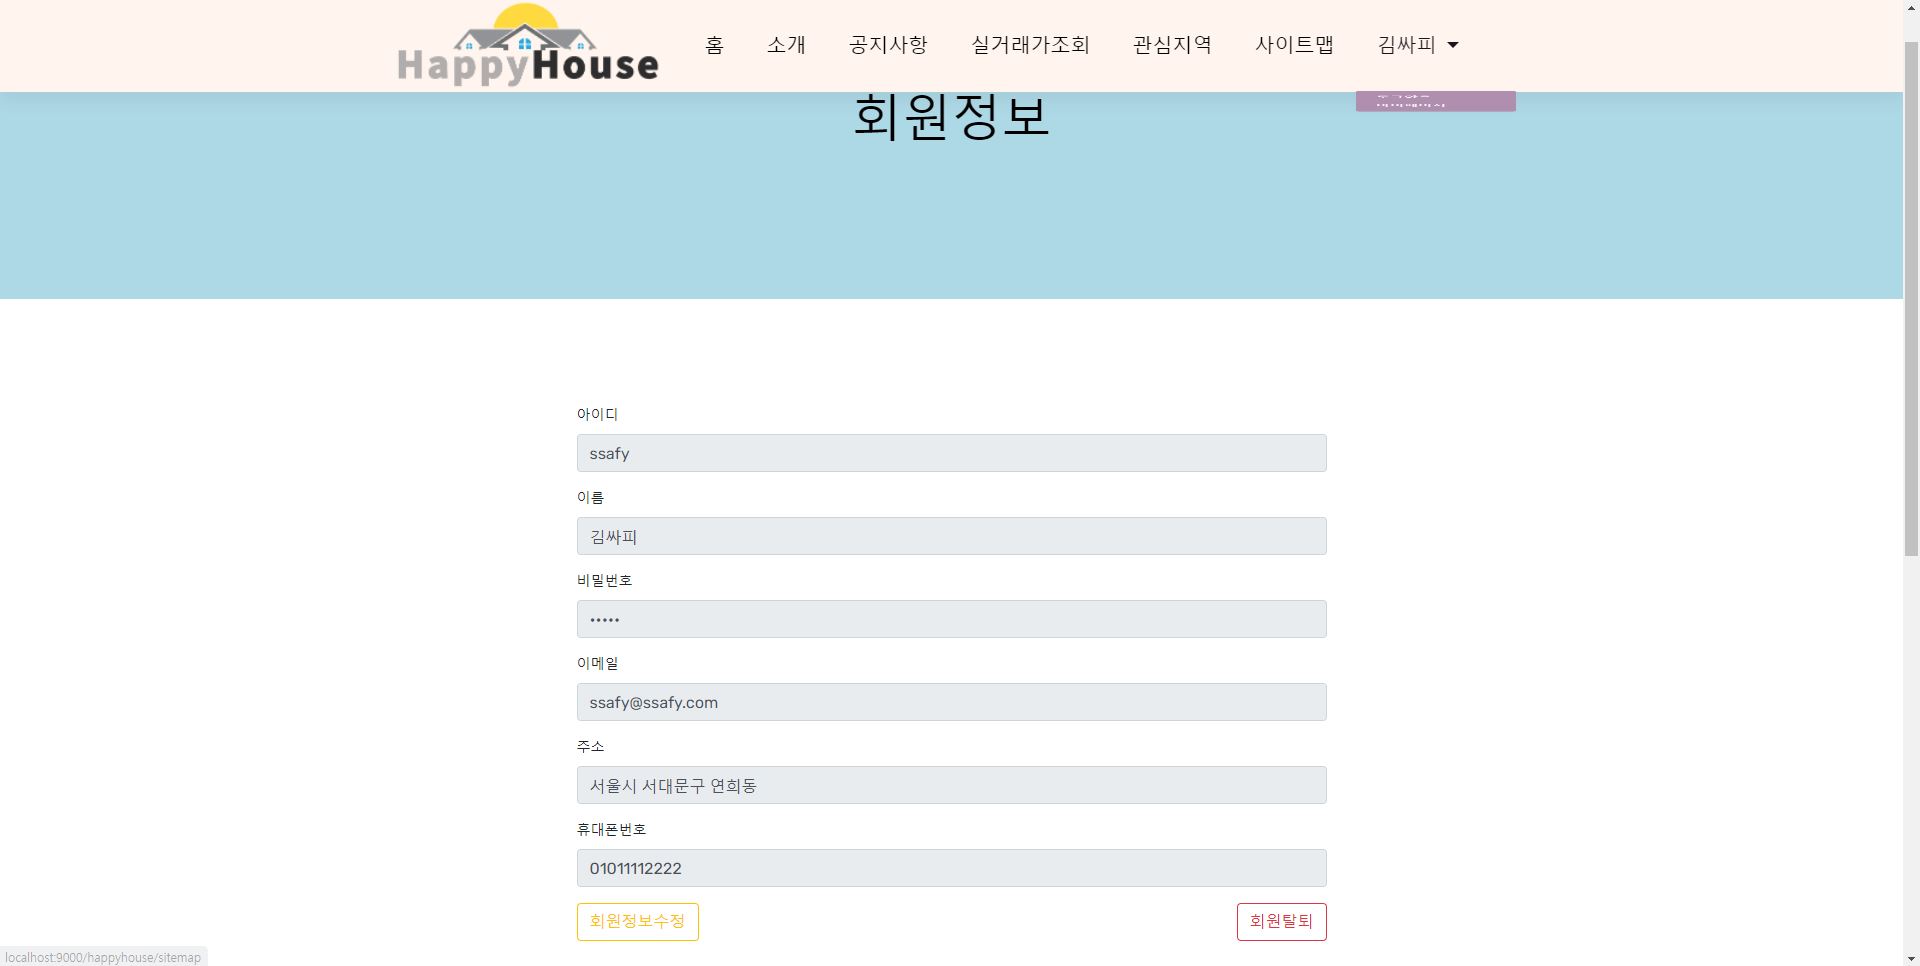 HappyHouse
홈 소개 공지사항 실거래가조회 관심지역 사이트맵 김싸피
회원정보
아이디
ssafy
이름
김싸피
비밀번호
•••••
이메일
ssafy@ssafy.com
주소
서울시 서대문구 연희동
휴대폰번호
01011112222
회원정보수정 회원탈퇴
localhost:9000/happyhouse/sitemap